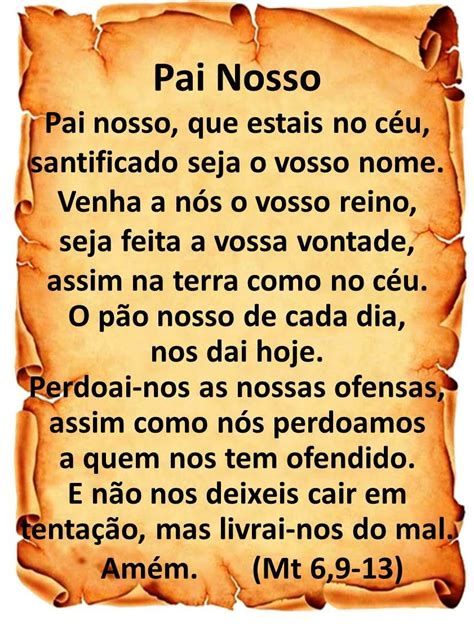 Pai Nosso
Pai nosso, que estais no céu,
santificado seja o vosso nome.
Venha a nós o vosso reino,
seja feita a vossa vontade,
assim na terra como no céu.
O pão nosso de cada dia,
nos dai hoje.
Perdoai-nos as nossas ofensas,
assim como nós perdoamos
a quem nos tem ofendido.
E não nos deixeis cair em
tentação, mas livrai-nos do mal.
Amém. (Mt 6,9-13)